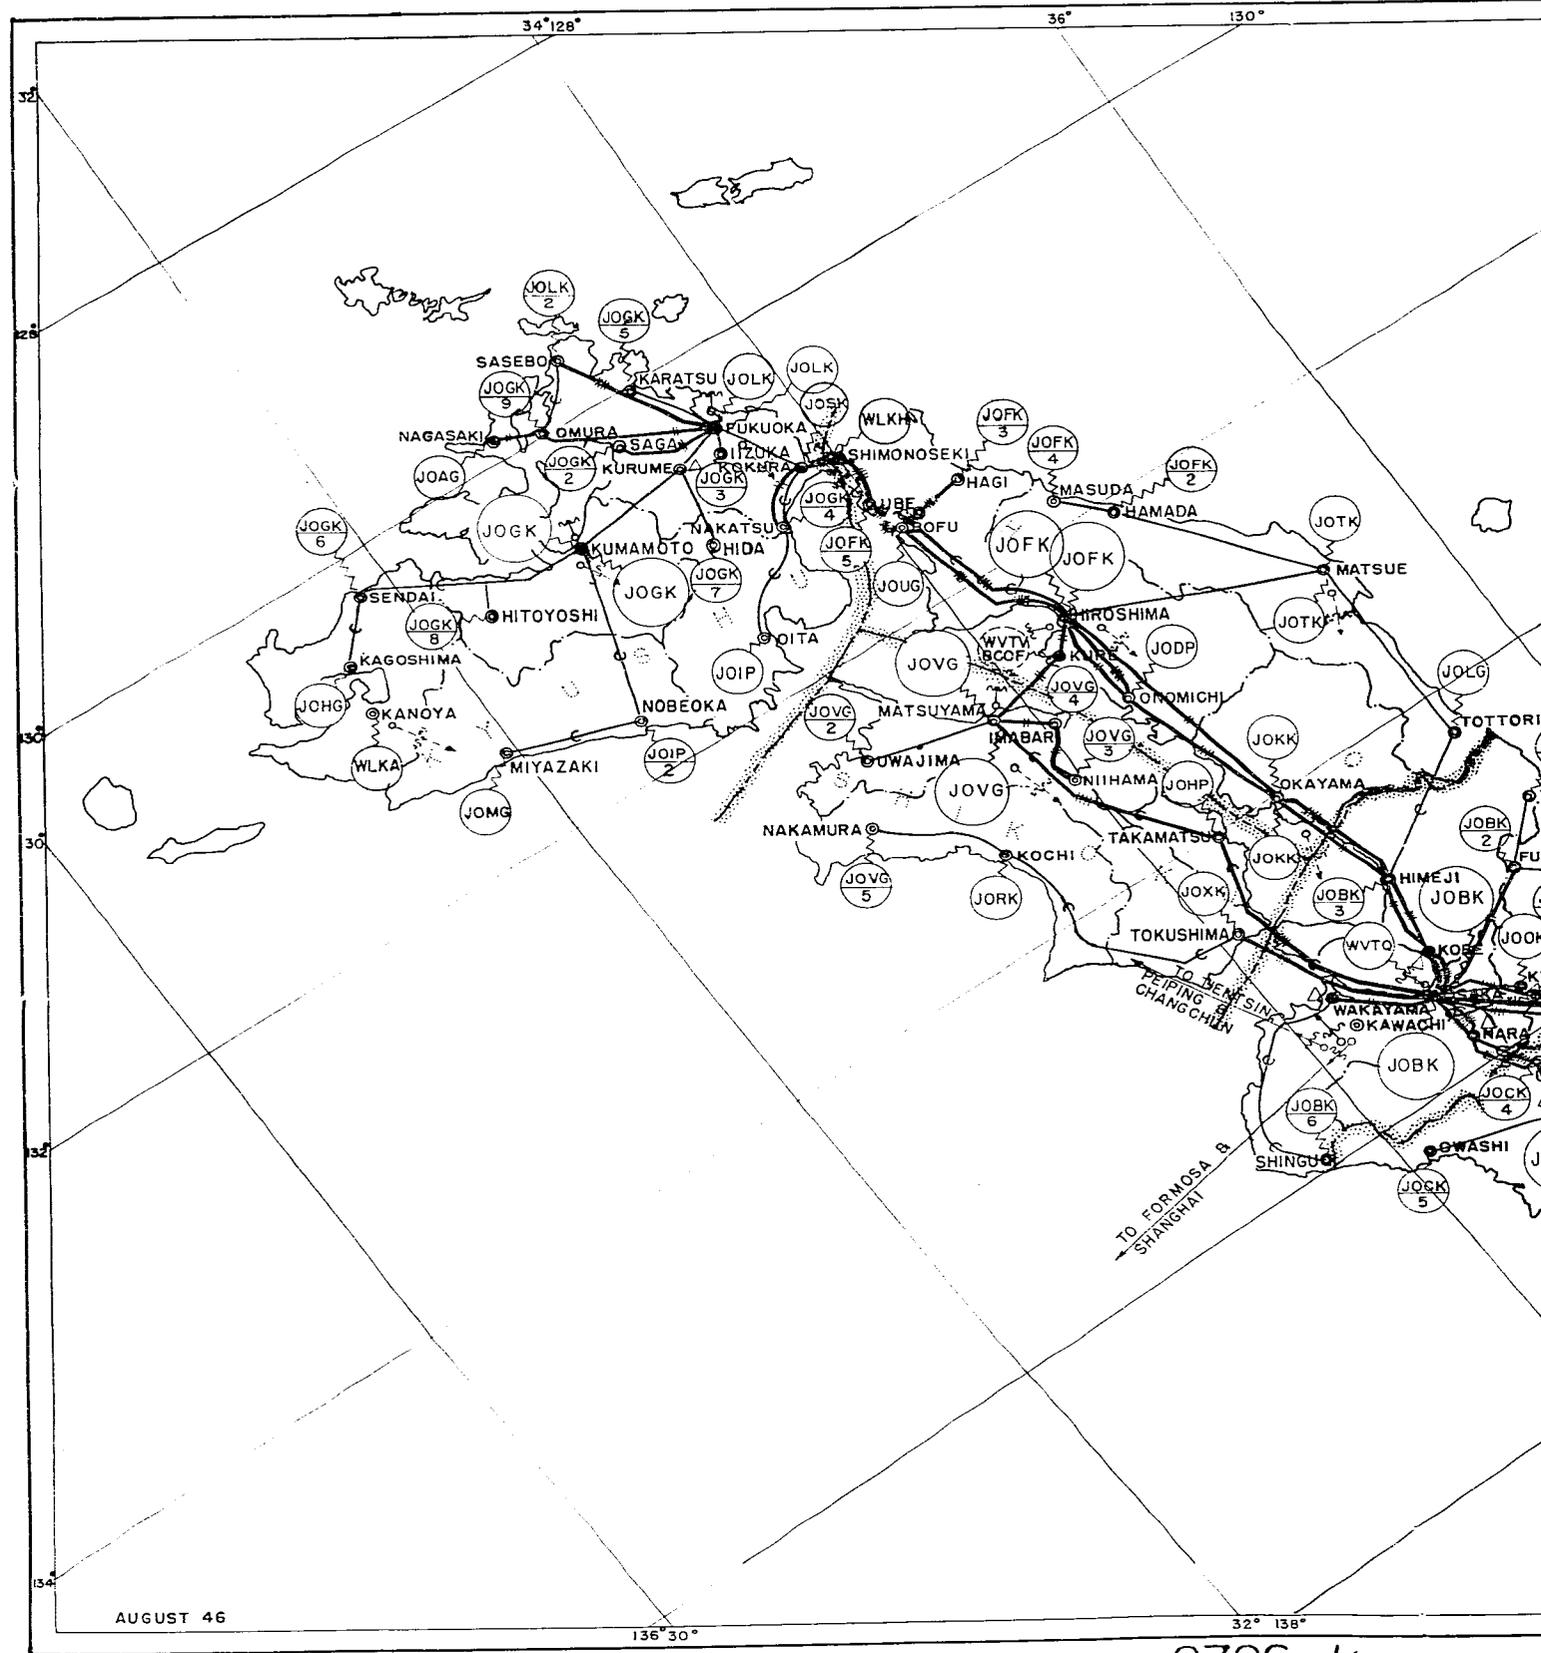 34° 128°
36°
130°
32°
128°
130°
30°
132°
134°
JOLK
2
JOGK
5
SASEBO
KARATSU
JOLK
JOLK
JOGK
9
JOSK
WLKH
JOFK
3
NAGASAKI
OMURA
SAGA
FUKUOKA
IIZUKA
KOKURA
SHIMONOSEKI
JOFK
4
JOFK
2
JOAG
JOGK
2
KURUME
JOGK
3
JOGK
4
HAGI
MASUDA
HAMADA
UBE
BOFU
JOGK
6
JOGK
NAKATSU
JOFK
5
JOFK
JOFK
JOTK
KUMAMOTO
HIDA
MATSUE
JOGK
JOGK
7
JOUG
SENDAI
HITOYOSHI
JOGK
8
HIROSHIMA
JOTK
OITA
WVTV
BCOF
KURE
JODP
KAGOSHIMA
JOIP
JOVG
JOVG
4
ONOMICHI
JOLG
JOHG
KANOYA
NOBEOKA
JOVG
2
MATSUYAMA
IMABARI
JOVG
3
JOKK
TOTTORI
WLKA
MIYAZAKI
JOIP
2
UWAJIMA
NIIHAMA
JOHP
OKAYAMA
JOMG
JOVG
NAKAMURA
KOCHI
TAKAMATSU
JOBK
2
FU
JOVG
5
JORK
JOKK
JOXK
JOBK
3
HIMEJI
JOBK
TOKUSHIMA
WVTQ
KOBE
JOOK
TO TIENTSIN,
PEIPING &
CHANGCHUN
WAKAYAMA
KAWACHI
NARA
JOBK
JOBK
6
JOCK
4
SHINGU
OWASHI
JOCK
5
TO FORMOSA &
SHANGHAI
KYUSHU
AUGUST 46
136° 30°
32° 138°